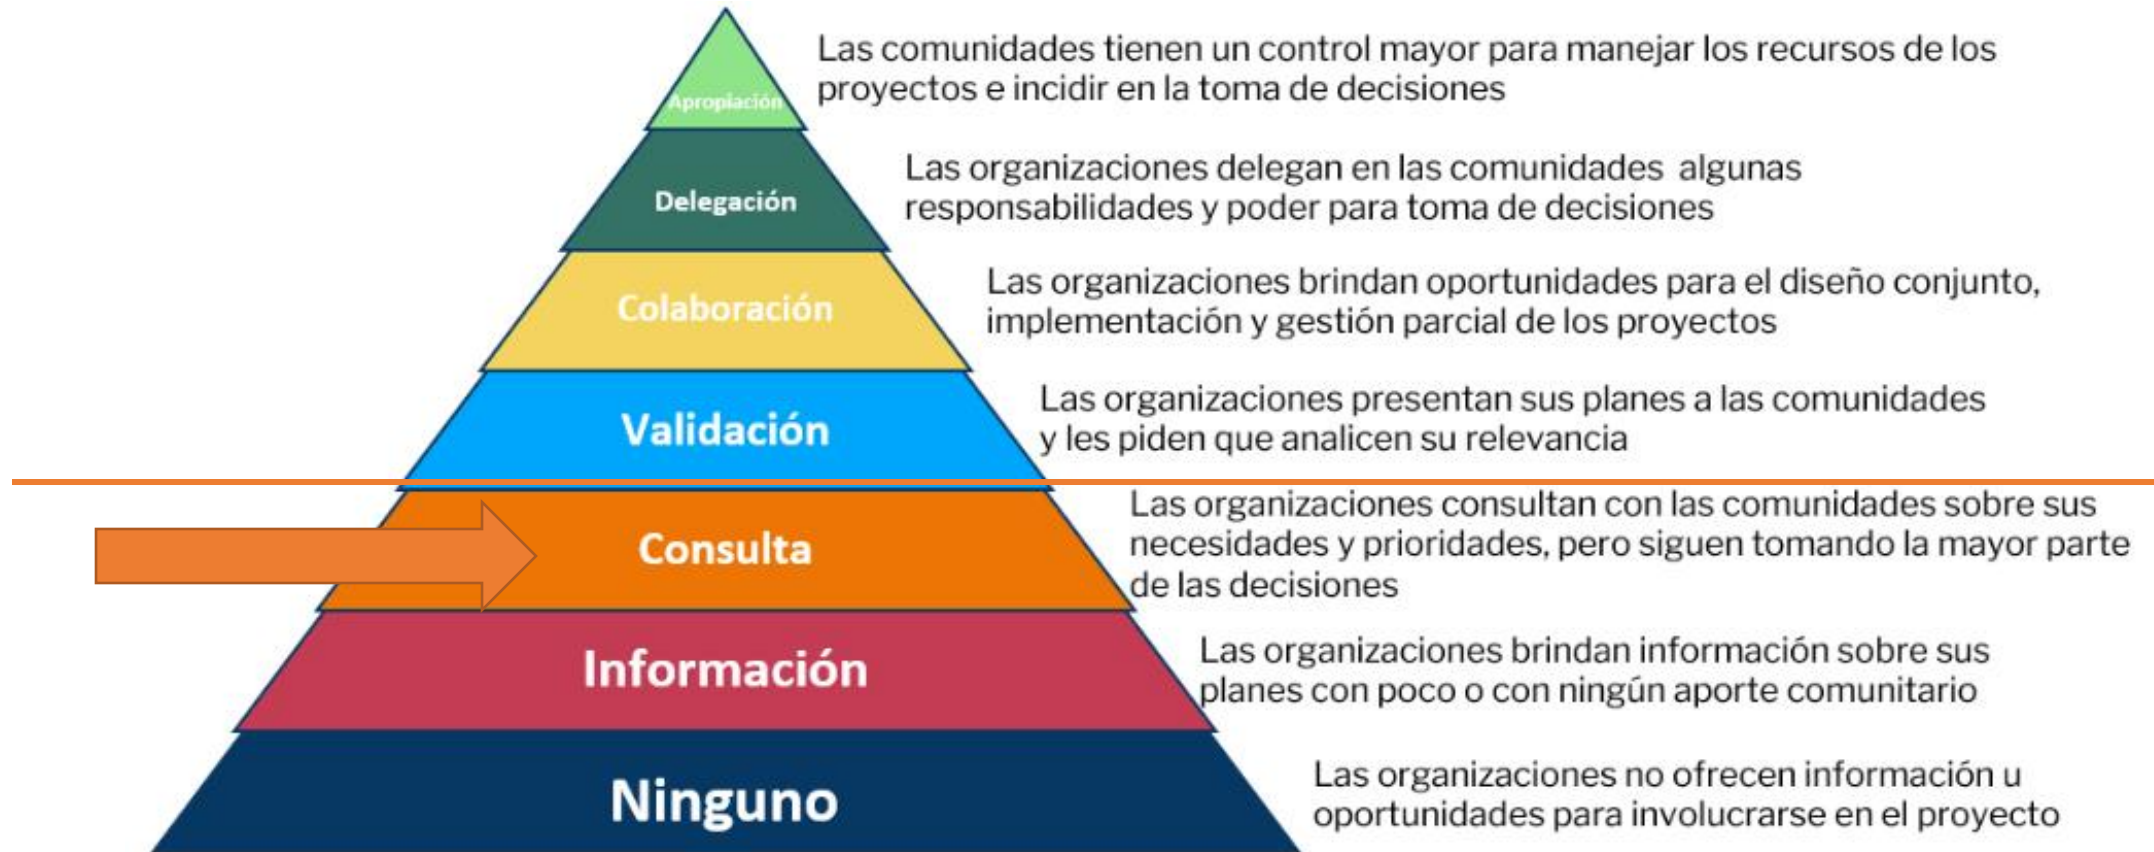 Apropiación
Las comunidades tienen un control mayor para manejar los recursos de los
proyectos e incidir en la toma de decisiones
Delegación
Las organizaciones delegan en las comunidades algunas
responsabilidades y poder para toma de decisiones
Colaboración
Las organizaciones brindan oportunidades para el diseño conjunto,
implementación y gestión parcial de los proyectos
Validación
Las organizaciones presentan sus planes a las comunidades
y les piden que analicen su relevancia
Consulta
Las organizaciones consultan con las comunidades sobre sus
necesidades y prioridades, pero siguen tomando la mayor parte
de las decisiones
Información
Las organizaciones brindan información sobre sus
planes con poco o con ningún aporte comunitario
Ninguno
Las organizaciones no ofrecen información u
oportunidades para involucrarse en el proyecto